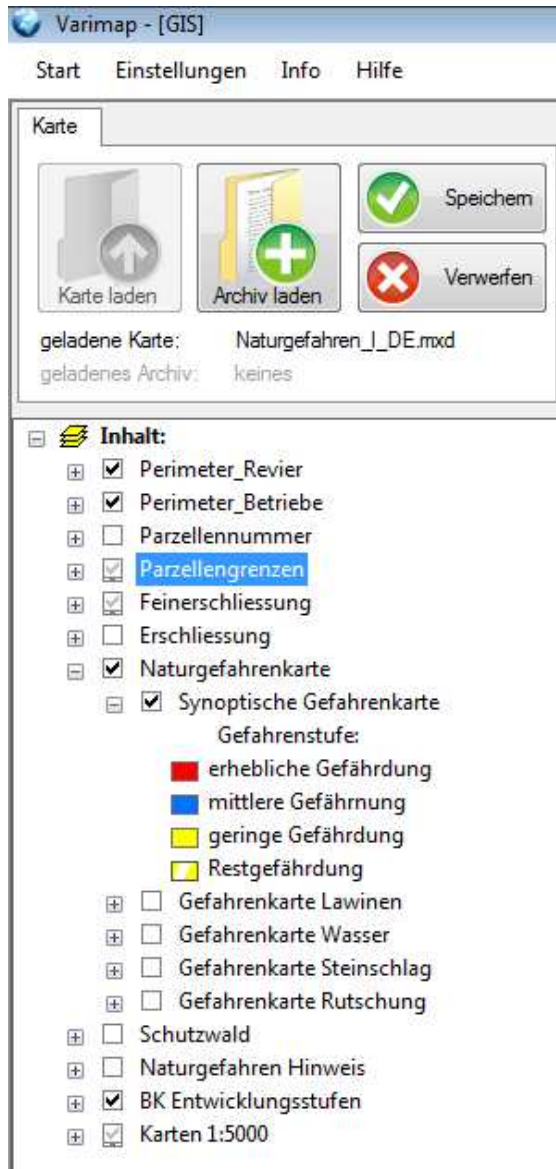 Varimap - [GIS]
Start Einstellungen Info Hilfe
Karte
Karte laden
Archiv laden
Speichern
Verwerfen
geladene Karte: Naturgefahren_I_DE.mxd
geladenes Archiv: keines
Inhalt:
Perimeter_Revier
Perimeter_Betriebe
Parzellennummer
Parzellengrenzen
Feinerschliessung
Erschliessung
Naturgefahrenkarte
Synoptische Gefahrenkarte
Gefahrenstufe:
erhebliche Gefährdung
mittlere Gefährnung
geringe Gefährdung
Restgefährdung
Gefahrenkarte Lawinen
Gefahrenkarte Wasser
Gefahrenkarte Steinschlag
Gefahrenkarte Rutschung
Schutzwald
Naturgefahren Hinweis
BK Entwicklungsstufen
Karten 1:5000